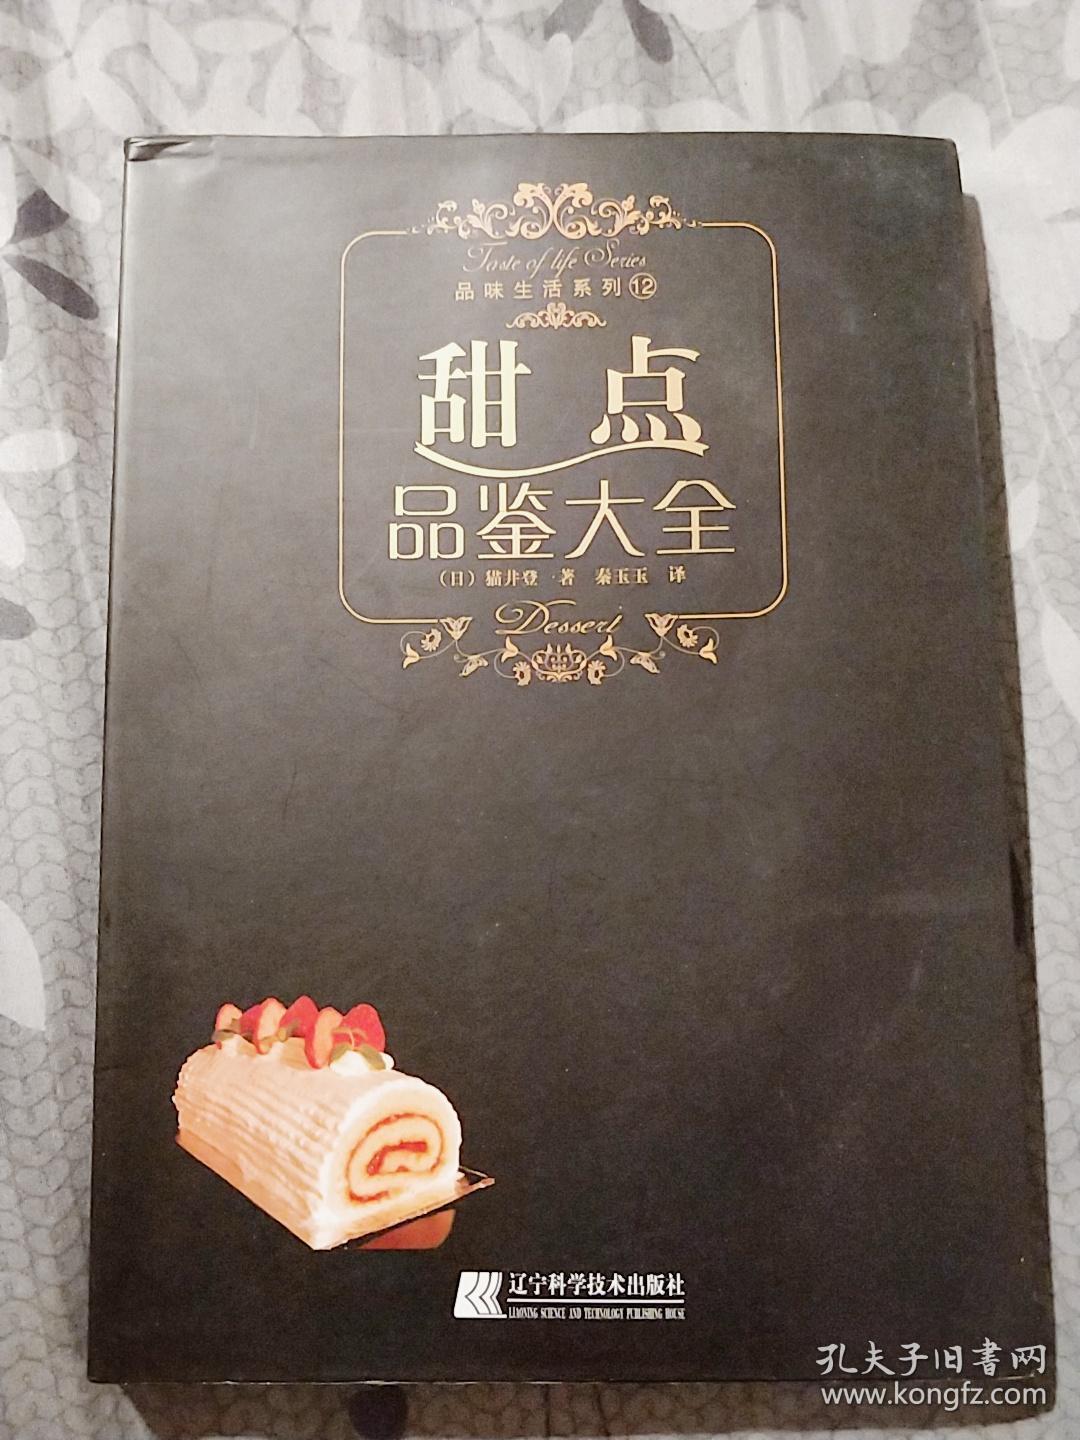 Taste of life Series
品味生活系列⑫
甜点
品鉴大全
（日）猫井登 著 秦玉玉 译
Dessert
辽宁科学技术出版社
LIAONING SCIENCE AND TECHNOLOGY PUBLISHING HOUSE
孔夫子旧書网
www.kongfz.com